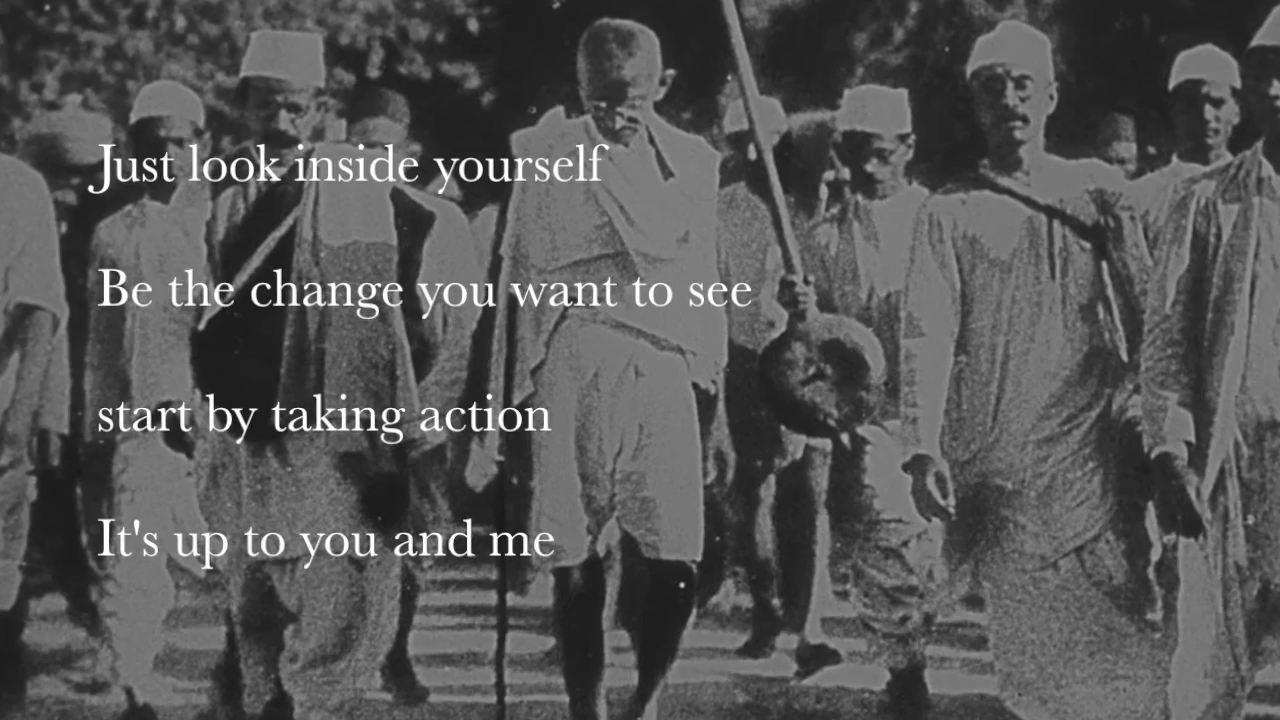 Just look inside yourself
Be the change you want to see
start by taking action
It's up to you and me